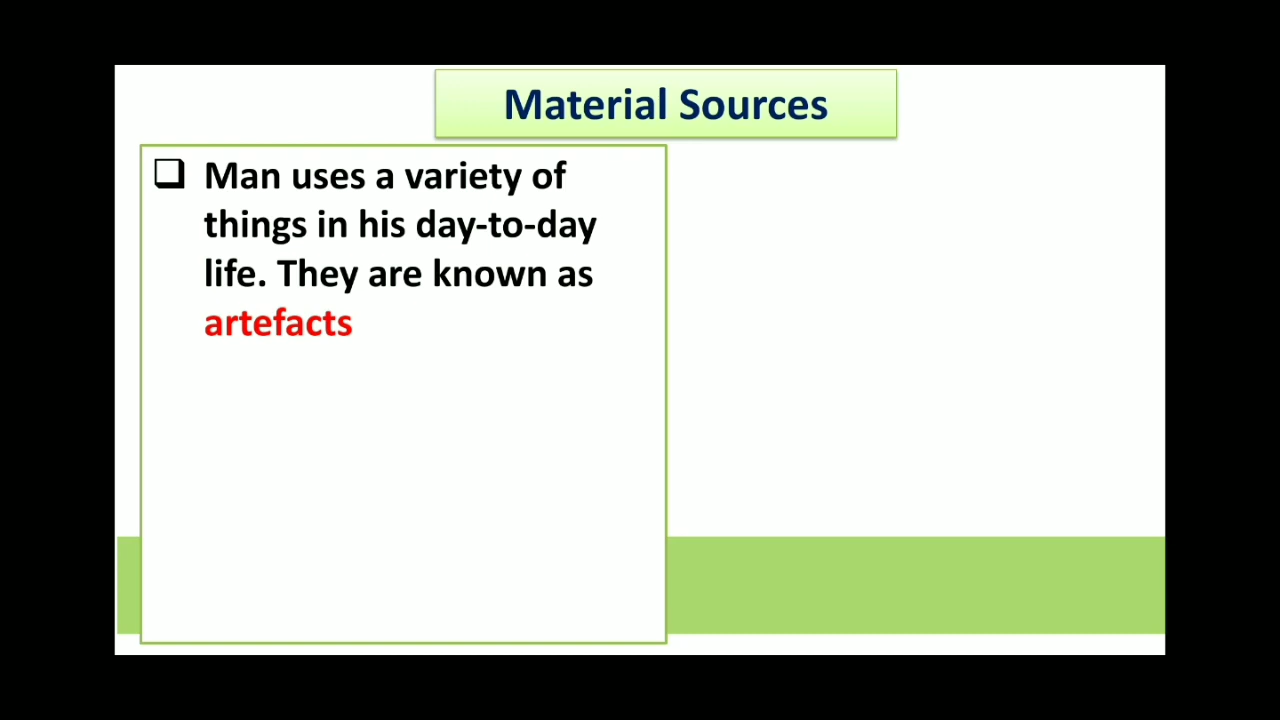 Material Sources
Man uses a variety of
things in his day-to-day
life. They are known as
artefacts